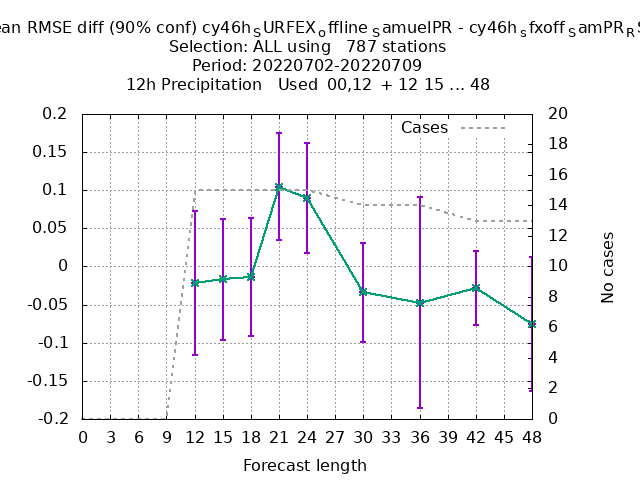 ean RMSE diff (90% conf) cy46h_SURFEX_offline_SamuelPR - cy46h_sfxoff_SamPR_RS
Selection: ALL using 787 stations
Period: 20220702-20220709
12h Precipitation Used 00,12 + 12 15 ... 48
Cases
0.2
0.15
0.1
0.05
0
-0.05
-0.1
-0.15
-0.2
20
18
16
14
12
10
8
6
4
2
0
No cases
0 3 6 9 12 15 18 21 24 27 30 33 36 39 42 45 48
Forecast length